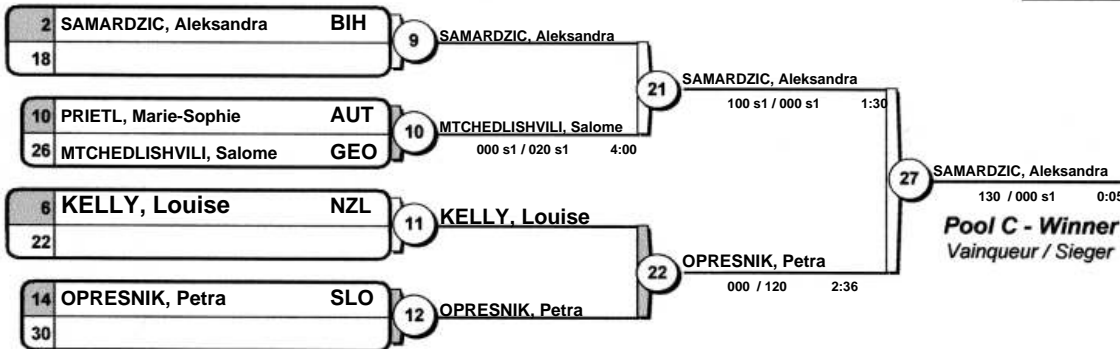 2 SAMARDZIC, Aleksandra BIH
18
9
SAMARDZIC, Aleksandra
10 PRIETL, Marie-Sophie AUT
26 MTCHEDLISHVILI, Salome GEO
10
MTCHEDLISHVILI, Salome
000 s1 / 020 s1 4:00
21
SAMARDZIC, Aleksandra
100 s1 / 000 s1 1:30
6 KELLY, Louise NZL
22
11
KELLY, Louise
14 OPRESNIK, Petra SLO
30
12
OPRESNIK, Petra
22
OPRESNIK, Petra
000 / 120 2:36
27
SAMARDZIC, Aleksandra
130 / 000 s1 0:05
Pool C - Winner
Vainqueur / Sieger